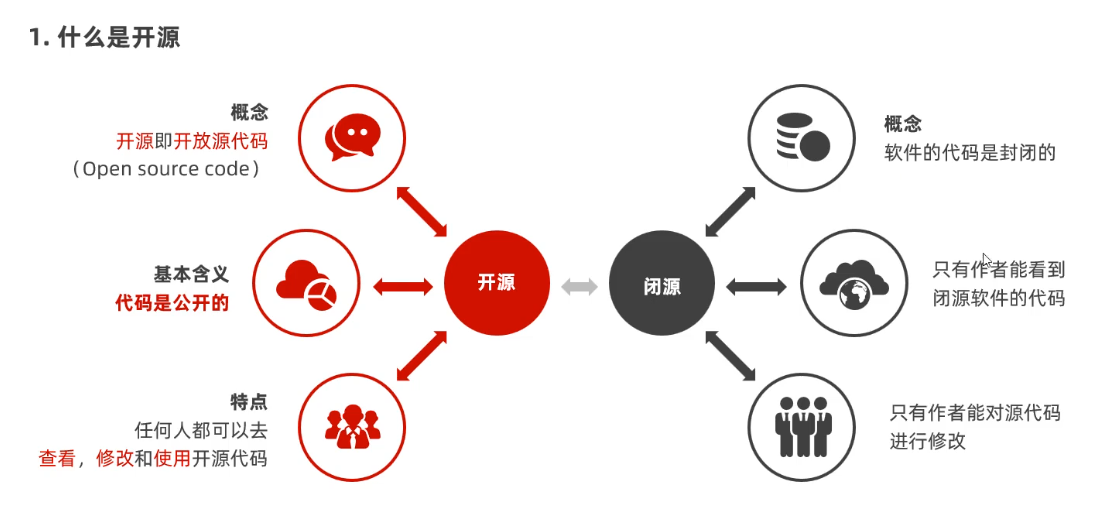 1. 什么是开源
概念
开源即开放源代码
（Open source code）
基本含义
代码是公开的
特点
任何人都可以去
查看，修改和使用开源代码
开源
闭源
概念
软件的代码是封闭的
只有作者能看到
闭源软件的代码
只有作者能对源代码
进行修改